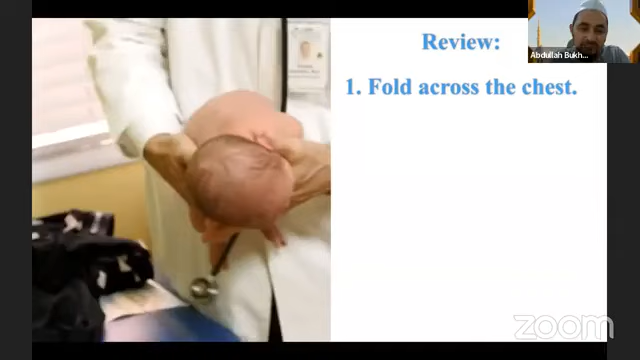 Review:
1. Fold across the chest.
Abdullah Bukh...
zoom